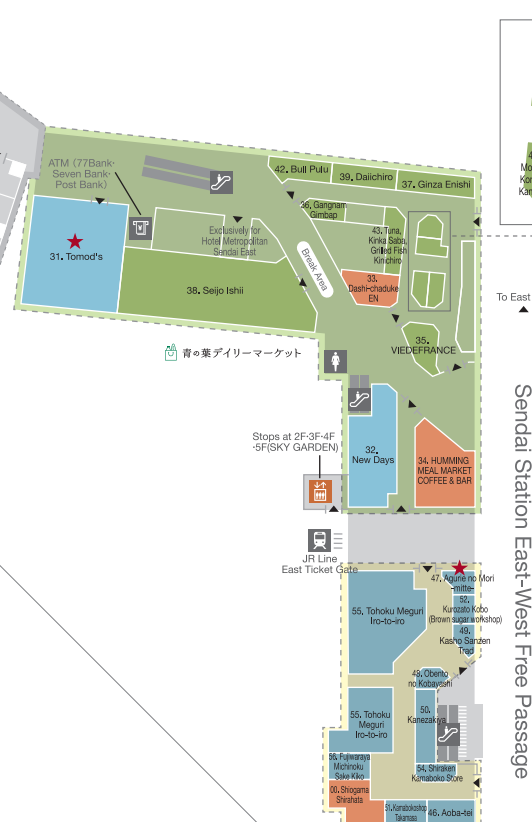 ATM (77Bank·
Seven Bank·
Post Bank)
42. Bull Pulu
39. Daiichiro
37. Ginza Enishi
36. Gangnam
Gimbap
43. Tuna,
Kinka Saba,
Grilled Fish
Kinichiro
Exclusively for
Hotel Metropolitan
Sendai East
31. Tomod's
Break Area
33.
Dashi-chaduke
EN
38. Seijo Ishii
To East
35.
VIEDEFRANCE
青の葉デイリーマーケット
Stops at 2F·3F·4F
·5F(SKY GARDEN)
32.
New Days
34. HUMMING
MEAL MARKET
COFFEE & BAR
Sendai Station East-West Free Passage
JR Line
East Ticket Gate
47. Agurie no Mori
-mitte-
52.
Kurozato Kobo
(Brown sugar workshop)
55. Tohoku Meguri
Iro-to-iro
49.
Kasho Sanzen
Trad
48. Obento
no Kobayashi
50.
Kanezakiya
55. Tohoku
Meguri
Iro-to-iro
56. Fujiwaraya
Michinoku
Sake Kiko
54. Shiraken
Kamaboko Store
00. Shiogama
Shirahata
51. Kamabokostop
Takamasa
46. Aoba-tei